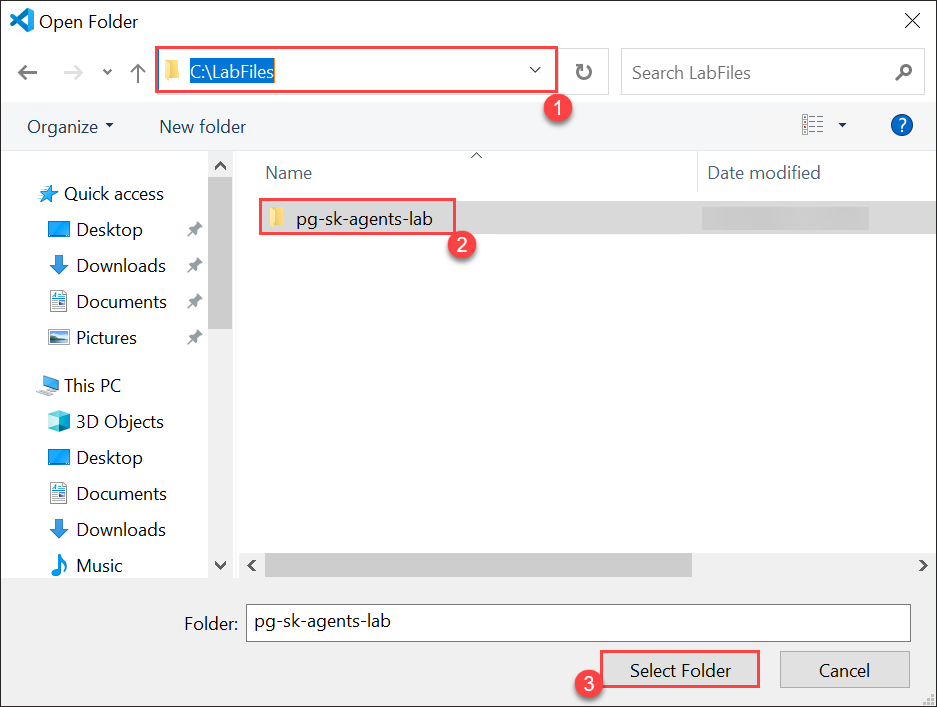 Open Folder
C:\LabFiles
Search LabFiles
1
Organize
New folder
?
Name
Date modified
Quick access
Desktop
Downloads
Documents
Pictures
This PC
3D Objects
Desktop
Documents
Downloads
Music
pg-sk-agents-lab
2
Folder:
pg-sk-agents-lab
3
Select Folder
Cancel